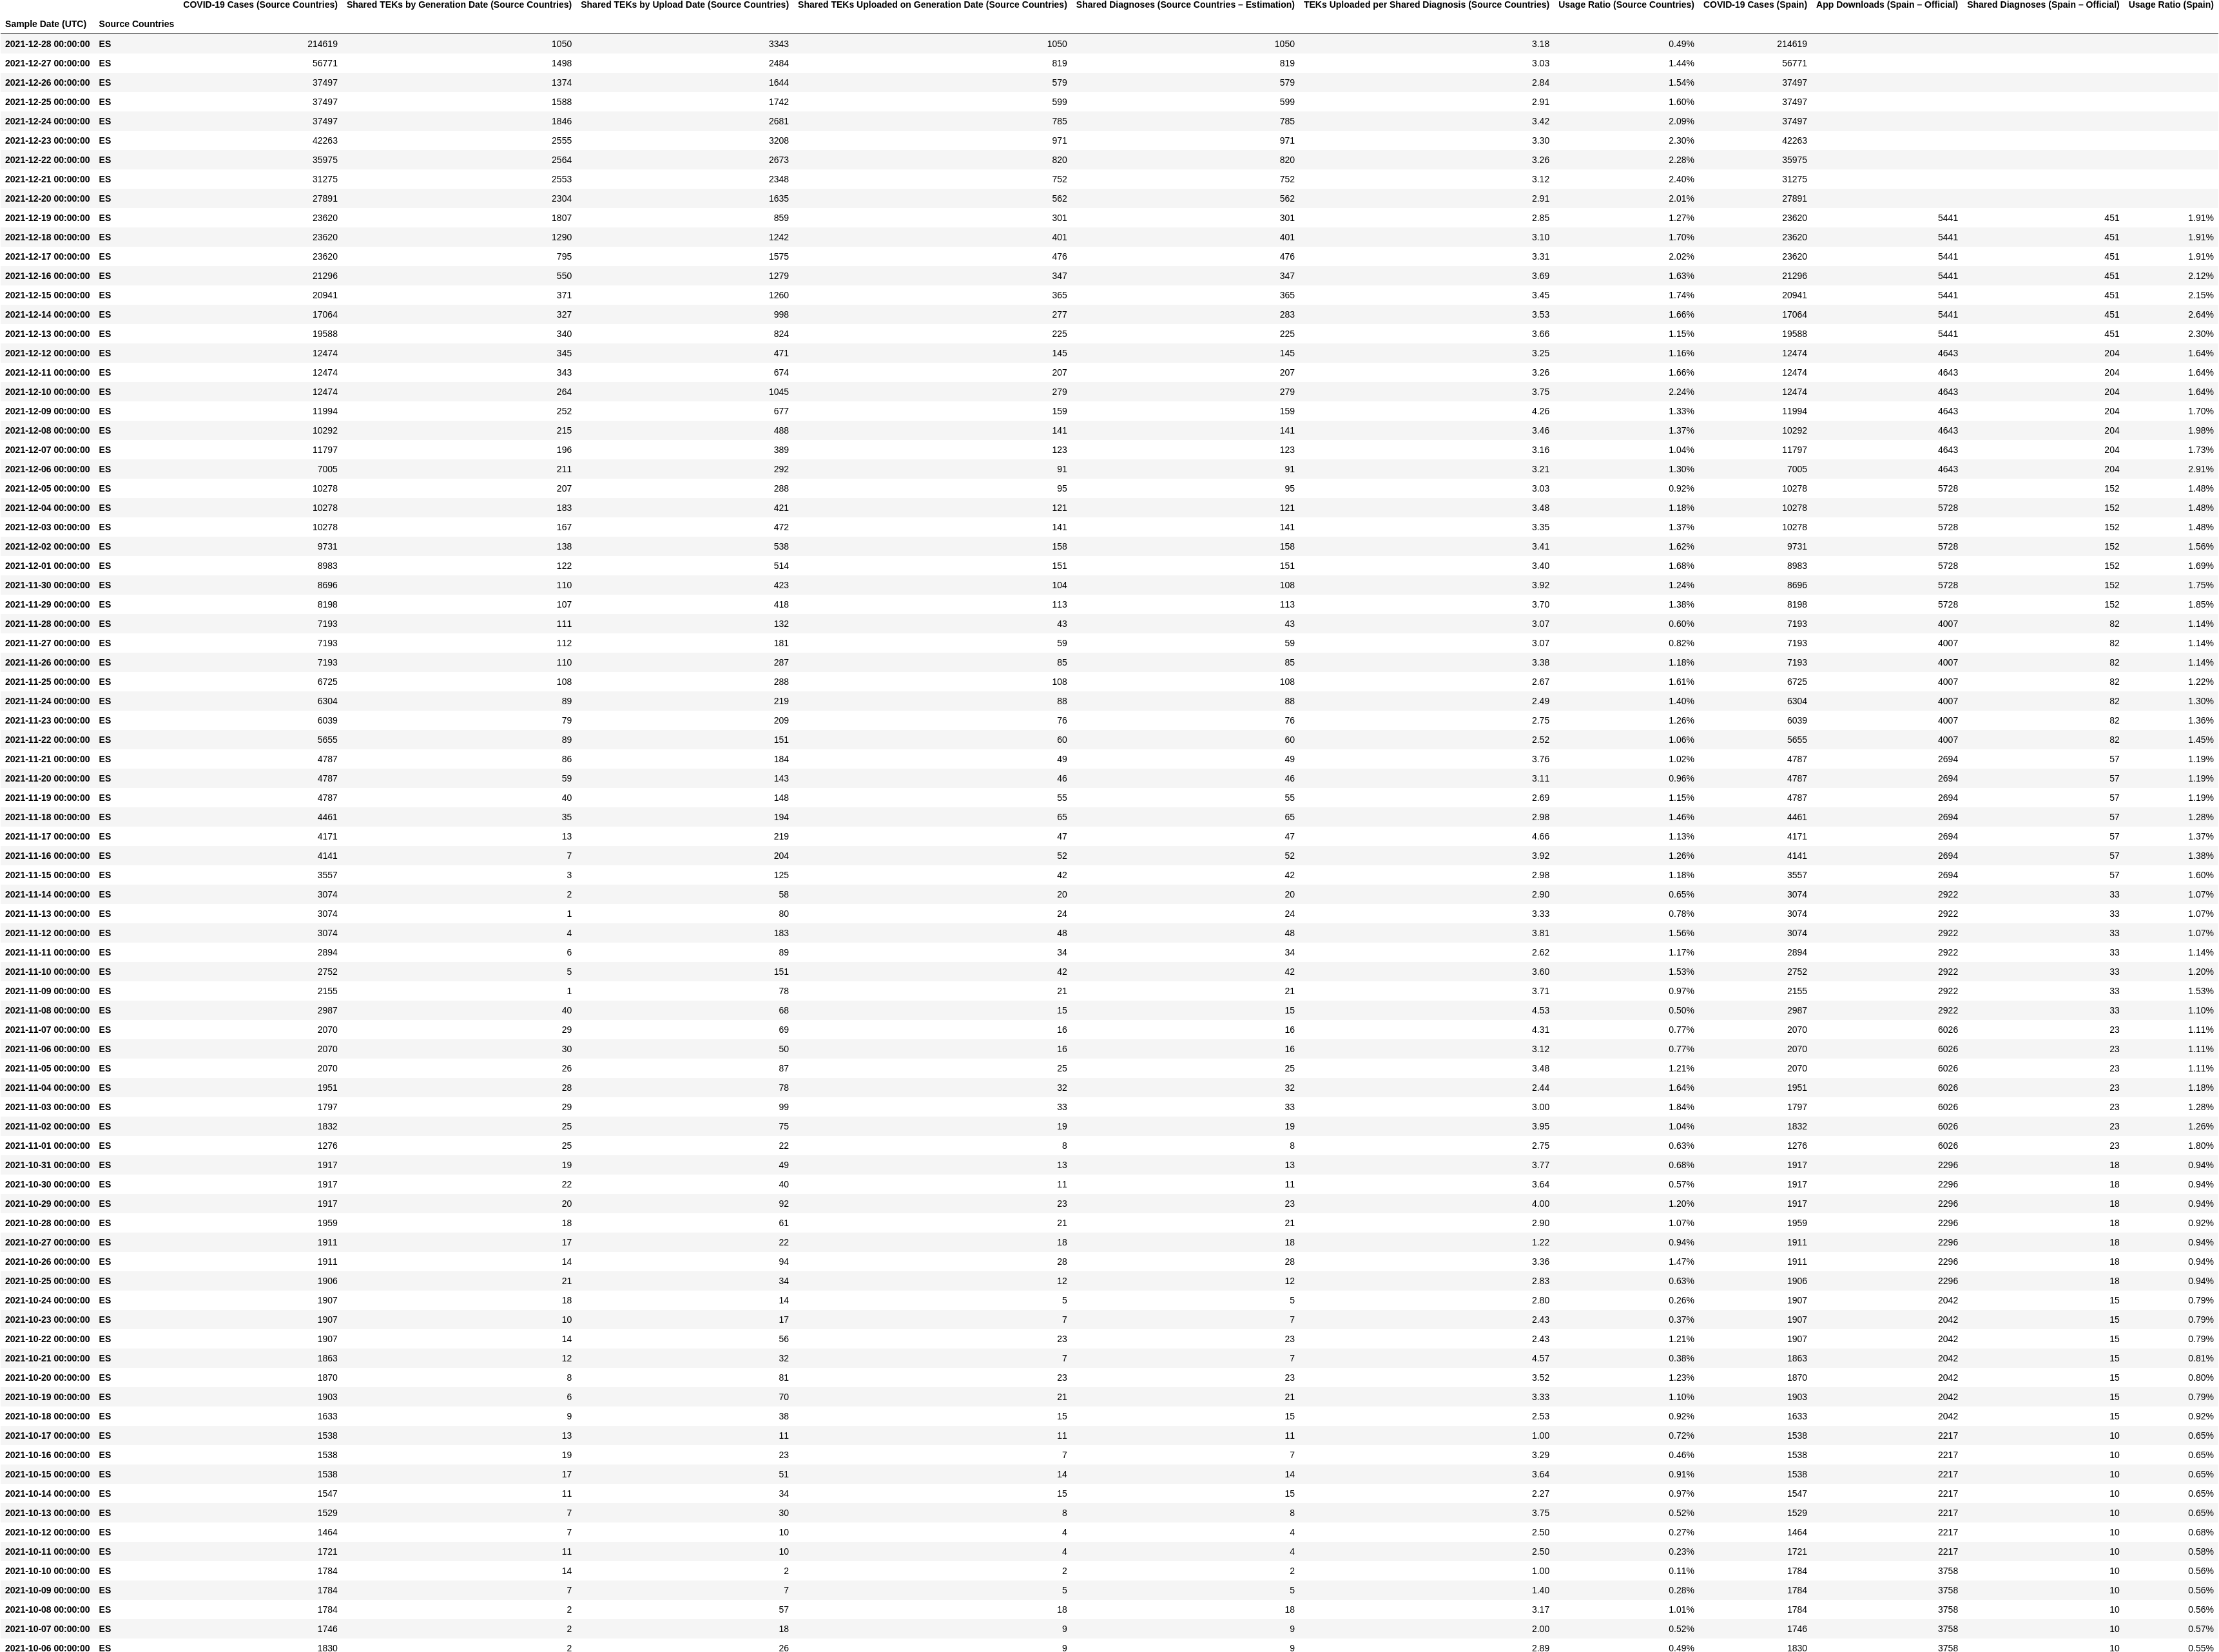 COVID-19 Cases (Source Countries) Shared TEKs by Generation Date (Source Countries) Shared TEKs by Upload Date (Source Countries) Shared TEKs Uploaded on Generation Date (Source Countries) Shared Diagnoses (Source Countries – Estimation) TEKs Uploaded per Shared Diagnosis (Source Countries) Usage Ratio (Source Countries) COVID-19 Cases (Spain) App Downloads (Spain – Official) Shared Diagnoses (Spain – Official) Usage Ratio (Spain)
Sample Date (UTC) Source Countries
2021-12-28 00:00:00 ES 214619 1050 3343 1050 1050 3.18 0.49% 214619
2021-12-27 00:00:00 ES 56771 1498 2484 819 819 3.03 1.44% 56771
2021-12-26 00:00:00 ES 37497 1374 1644 579 579 2.84 1.54% 37497
2021-12-25 00:00:00 ES 37497 1588 1742 599 599 2.91 1.60% 37497
2021-12-24 00:00:00 ES 37497 1846 2681 785 785 3.42 2.09% 37497
2021-12-23 00:00:00 ES 42263 2555 3208 971 971 3.30 2.30% 42263
2021-12-22 00:00:00 ES 35975 2564 2673 820 820 3.26 2.28% 35975
2021-12-21 00:00:00 ES 31275 2553 2348 752 752 3.12 2.40% 31275
2021-12-20 00:00:00 ES 27891 2304 1635 562 562 2.91 2.01% 27891
2021-12-19 00:00:00 ES 23620 1807 859 301 301 2.85 1.27% 23620 5441 451 1.91%
2021-12-18 00:00:00 ES 23620 1290 1242 401 401 3.10 1.70% 23620 5441 451 1.91%
2021-12-17 00:00:00 ES 23620 795 1575 476 476 3.31 2.02% 23620 5441 451 1.91%
2021-12-16 00:00:00 ES 21296 550 1279 347 347 3.69 1.63% 21296 5441 451 2.12%
2021-12-15 00:00:00 ES 20941 371 1260 365 365 3.45 1.74% 20941 5441 451 2.15%
2021-12-14 00:00:00 ES 17064 327 998 277 283 3.53 1.66% 17064 5441 451 2.64%
2021-12-13 00:00:00 ES 19588 340 824 225 225 3.66 1.15% 19588 5441 451 2.30%
2021-12-12 00:00:00 ES 12474 345 471 145 145 3.25 1.16% 12474 4643 204 1.64%
2021-12-11 00:00:00 ES 12474 343 674 207 207 3.26 1.66% 12474 4643 204 1.64%
2021-12-10 00:00:00 ES 12474 264 1045 279 279 3.75 2.24% 12474 4643 204 1.64%
2021-12-09 00:00:00 ES 11994 252 677 159 159 4.26 1.33% 11994 4643 204 1.70%
2021-12-08 00:00:00 ES 10292 215 488 141 141 3.46 1.37% 10292 4643 204 1.98%
2021-12-07 00:00:00 ES 11797 196 389 123 123 3.16 1.04% 11797 4643 204 1.73%
2021-12-06 00:00:00 ES 7005 211 292 91 91 3.21 1.30% 7005 4643 204 2.91%
2021-12-05 00:00:00 ES 10278 207 288 95 95 3.03 0.92% 10278 5728 152 1.48%
2021-12-04 00:00:00 ES 10278 183 421 121 121 3.48 1.18% 10278 5728 152 1.48%
2021-12-03 00:00:00 ES 10278 167 472 141 141 3.35 1.37% 10278 5728 152 1.48%
2021-12-02 00:00:00 ES 9731 138 538 158 158 3.41 1.62% 9731 5728 152 1.56%
2021-12-01 00:00:00 ES 8983 122 514 151 151 3.40 1.68% 8983 5728 152 1.69%
2021-11-30 00:00:00 ES 8696 110 423 104 108 3.92 1.24% 8696 5728 152 1.75%
2021-11-29 00:00:00 ES 8198 107 418 113 113 3.70 1.38% 8198 5728 152 1.85%
2021-11-28 00:00:00 ES 7193 111 132 43 43 3.07 0.60% 7193 4007 82 1.14%
2021-11-27 00:00:00 ES 7193 112 181 59 59 3.07 0.82% 7193 4007 82 1.14%
2021-11-26 00:00:00 ES 7193 110 287 85 85 3.38 1.18% 7193 4007 82 1.14%
2021-11-25 00:00:00 ES 6725 108 288 108 108 2.67 1.61% 6725 4007 82 1.22%
2021-11-24 00:00:00 ES 6304 89 219 88 88 2.49 1.40% 6304 4007 82 1.30%
2021-11-23 00:00:00 ES 6039 79 209 76 76 2.75 1.26% 6039 4007 82 1.36%
2021-11-22 00:00:00 ES 5655 89 151 60 60 2.52 1.06% 5655 4007 82 1.45%
2021-11-21 00:00:00 ES 4787 86 184 49 49 3.76 1.02% 4787 2694 57 1.19%
2021-11-20 00:00:00 ES 4787 59 143 46 46 3.11 0.96% 4787 2694 57 1.19%
2021-11-19 00:00:00 ES 4787 40 148 55 55 2.69 1.15% 4787 2694 57 1.19%
2021-11-18 00:00:00 ES 4461 35 194 65 65 2.98 1.46% 4461 2694 57 1.28%
2021-11-17 00:00:00 ES 4171 13 219 47 47 4.66 1.13% 4171 2694 57 1.37%
2021-11-16 00:00:00 ES 4141 7 204 52 52 3.92 1.26% 4141 2694 57 1.38%
2021-11-15 00:00:00 ES 3557 3 125 42 42 2.98 1.18% 3557 2694 57 1.60%
2021-11-14 00:00:00 ES 3074 2 58 20 20 2.90 0.65% 3074 2922 33 1.07%
2021-11-13 00:00:00 ES 3074 1 80 24 24 3.33 0.78% 3074 2922 33 1.07%
2021-11-12 00:00:00 ES 3074 4 183 48 48 3.81 1.56% 3074 2922 33 1.07%
2021-11-11 00:00:00 ES 2894 6 89 34 34 2.62 1.17% 2894 2922 33 1.14%
2021-11-10 00:00:00 ES 2752 5 151 42 42 3.60 1.53% 2752 2922 33 1.20%
2021-11-09 00:00:00 ES 2155 1 78 21 21 3.71 0.97% 2155 2922 33 1.53%
2021-11-08 00:00:00 ES 2987 40 68 15 15 4.53 0.50% 2987 2922 33 1.10%
2021-11-07 00:00:00 ES 2070 29 69 16 16 4.31 0.77% 2070 6026 23 1.11%
2021-11-06 00:00:00 ES 2070 30 50 16 16 3.12 0.77% 2070 6026 23 1.11%
2021-11-05 00:00:00 ES 2070 26 87 25 25 3.48 1.21% 2070 6026 23 1.11%
2021-11-04 00:00:00 ES 1951 28 78 32 32 2.44 1.64% 1951 6026 23 1.18%
2021-11-03 00:00:00 ES 1797 29 99 33 33 3.00 1.84% 1797 6026 23 1.28%
2021-11-02 00:00:00 ES 1832 25 75 19 19 3.95 1.04% 1832 6026 23 1.26%
2021-11-01 00:00:00 ES 1276 25 22 8 8 2.75 0.63% 1276 6026 23 1.80%
2021-10-31 00:00:00 ES 1917 19 49 13 13 3.77 0.68% 1917 2296 18 0.94%
2021-10-30 00:00:00 ES 1917 22 40 11 11 3.64 0.57% 1917 2296 18 0.94%
2021-10-29 00:00:00 ES 1917 20 92 23 23 4.00 1.20% 1917 2296 18 0.94%
2021-10-28 00:00:00 ES 1959 18 61 21 21 2.90 1.07% 1959 2296 18 0.92%
2021-10-27 00:00:00 ES 1911 17 22 18 18 1.22 0.94% 1911 2296 18 0.94%
2021-10-26 00:00:00 ES 1911 14 94 28 28 3.36 1.47% 1911 2296 18 0.94%
2021-10-25 00:00:00 ES 1906 21 34 12 12 2.83 0.63% 1906 2296 18 0.94%
2021-10-24 00:00:00 ES 1907 18 14 5 5 2.80 0.26% 1907 2042 15 0.79%
2021-10-23 00:00:00 ES 1907 10 17 7 7 2.43 0.37% 1907 2042 15 0.79%
2021-10-22 00:00:00 ES 1907 14 56 23 23 2.43 1.21% 1907 2042 15 0.79%
2021-10-21 00:00:00 ES 1863 12 32 7 7 4.57 0.38% 1863 2042 15 0.81%
2021-10-20 00:00:00 ES 1870 8 81 23 23 3.52 1.23% 1870 2042 15 0.80%
2021-10-19 00:00:00 ES 1903 6 70 21 21 3.33 1.10% 1903 2042 15 0.79%
2021-10-18 00:00:00 ES 1633 9 38 15 15 2.53 0.92% 1633 2042 15 0.92%
2021-10-17 00:00:00 ES 1538 13 11 11 11 1.00 0.72% 1538 2217 10 0.65%
2021-10-16 00:00:00 ES 1538 19 23 7 7 3.29 0.46% 1538 2217 10 0.65%
2021-10-15 00:00:00 ES 1538 17 51 14 14 3.64 0.91% 1538 2217 10 0.65%
2021-10-14 00:00:00 ES 1547 11 34 15 15 2.27 0.97% 1547 2217 10 0.65%
2021-10-13 00:00:00 ES 1529 7 30 8 8 3.75 0.52% 1529 2217 10 0.65%
2021-10-12 00:00:00 ES 1464 7 10 4 4 2.50 0.27% 1464 2217 10 0.68%
2021-10-11 00:00:00 ES 1721 11 10 4 4 2.50 0.23% 1721 2217 10 0.58%
2021-10-10 00:00:00 ES 1784 14 2 2 2 1.00 0.11% 1784 3758 10 0.56%
2021-10-09 00:00:00 ES 1784 7 7 5 5 1.40 0.28% 1784 3758 10 0.56%
2021-10-08 00:00:00 ES 1784 2 57 18 18 3.17 1.01% 1784 3758 10 0.56%
2021-10-07 00:00:00 ES 1746 2 18 9 9 2.00 0.52% 1746 3758 10 0.57%
2021-10-06 00:00:00 ES 1830 2 26 9 9 2.89 0.49% 1830 3758 10 0.55%